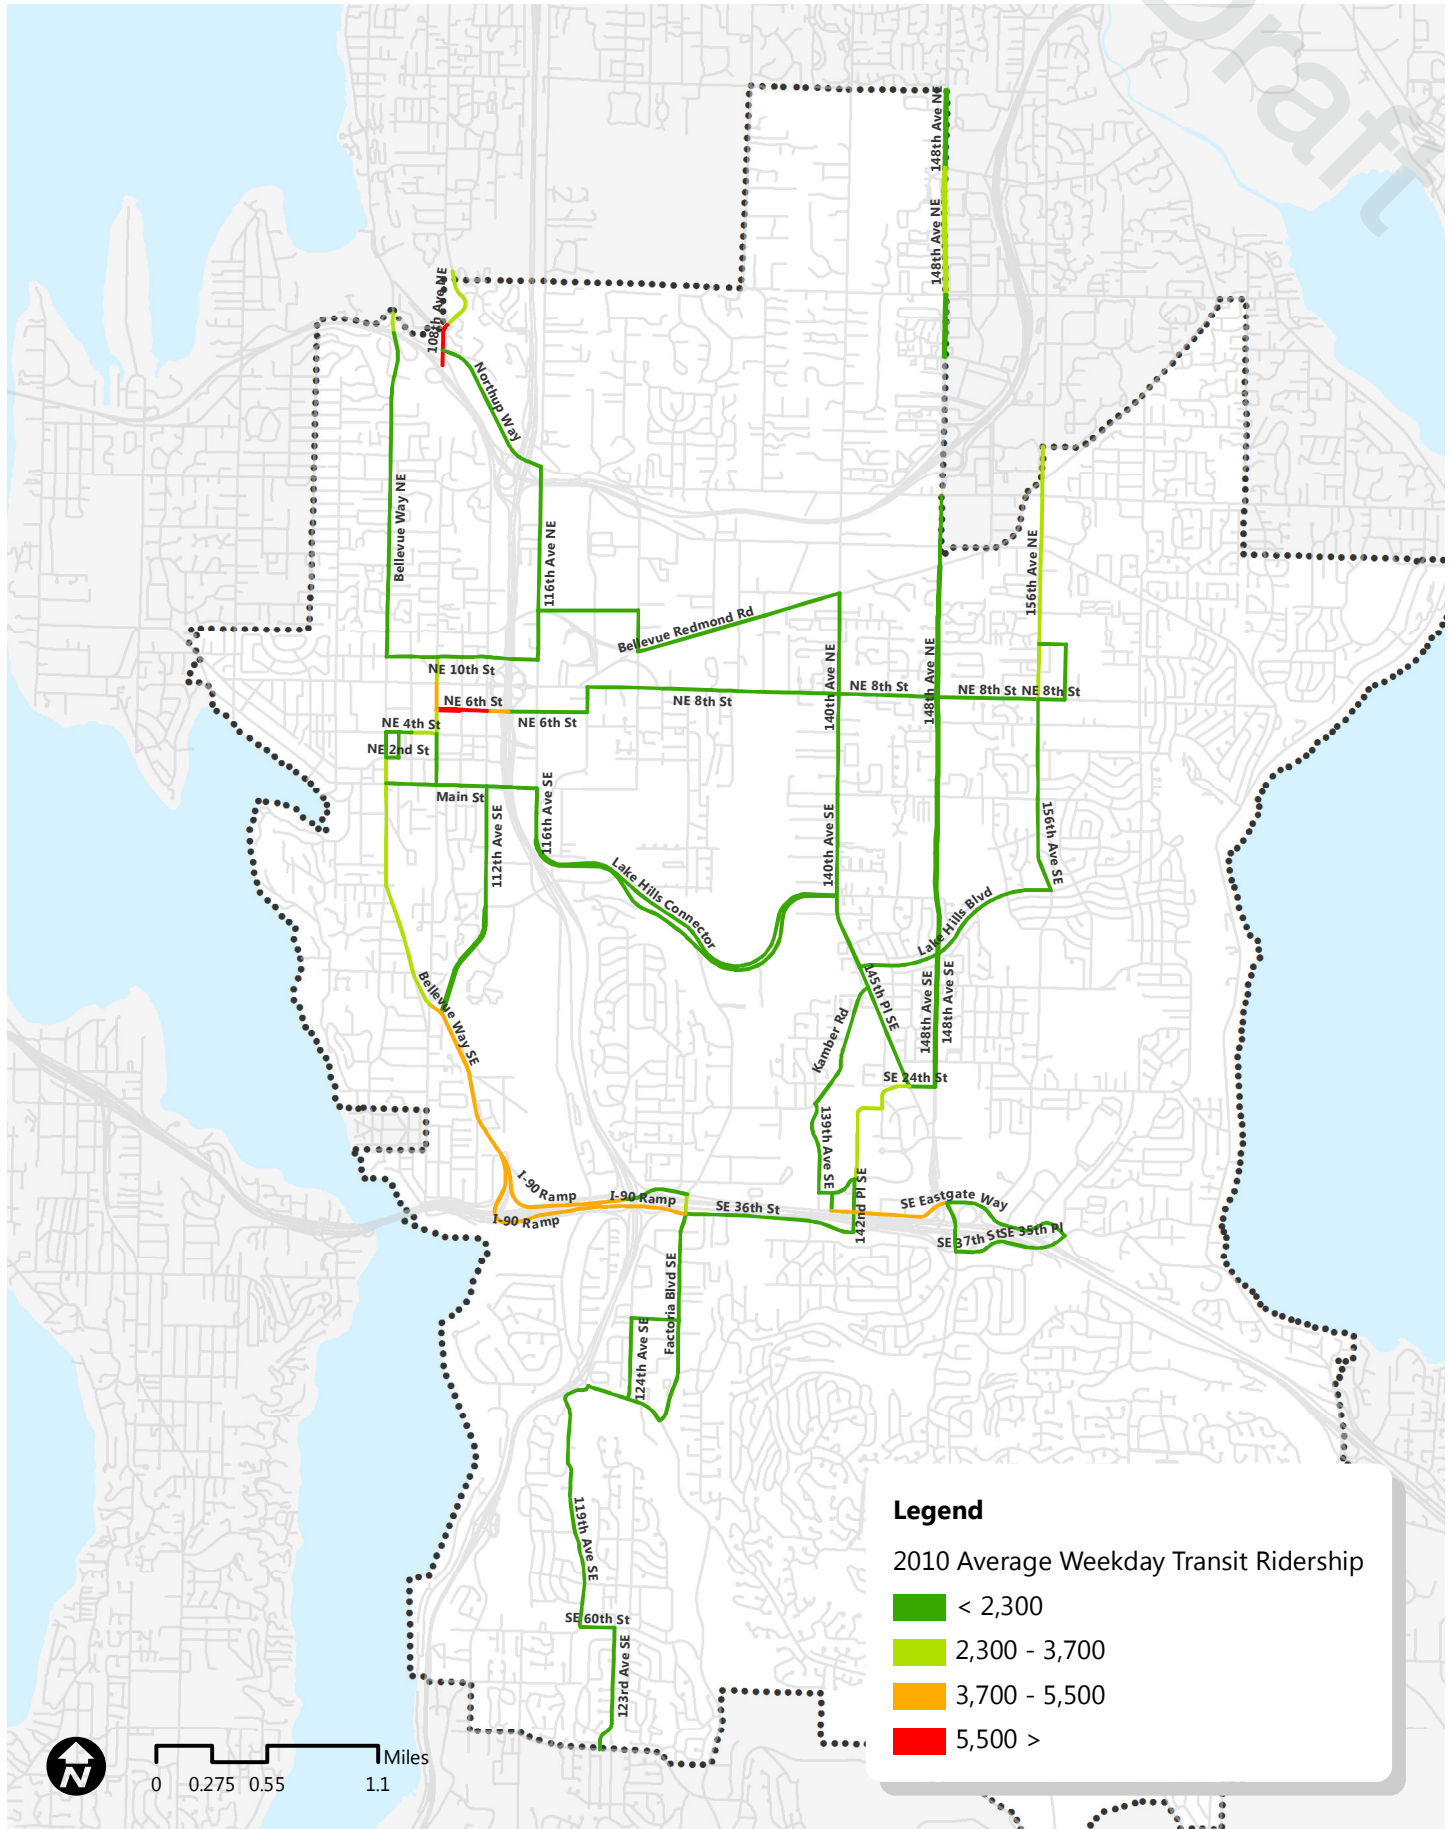 Draft
148th Ave NE
148th Ave NE
108th Ave NE
Northup Way
Bellevue Way NE
116th Ave NE
156th Ave NE
Bellevue Redmond Rd
NE 10th St
140th Ave NE
148th Ave NE
NE 8th St
NE 8th St
NE 8th St
NE 8th St
NE 6th St
NE 6th St
NE 4th St
NE 2nd St
Main St
112th Ave SE
116th Ave SE
140th Ave SE
156th Ave SE
Lake Hills Connector
Lake Hills Blvd
Bellevue Way SE
145th Pl SE
148th Ave SE
148th Ave SE
Kamber Rd
SE 24th St
139th Ave SE
142nd Pl SE
I-90 Ramp
I-90 Ramp
I-90 Ramp
SE 36th St
SE Eastgate Way
SE 37th St
SE 35th Pl
Factoria Blvd SE
124th Ave SE
119th Ave SE
SE 60th St
123rd Ave SE
Legend
2010 Average Weekday Transit Ridership
< 2,300
2,300 - 3,700
3,700 - 5,500
5,500 >
N
Miles
0 0.275 0.55 1.1